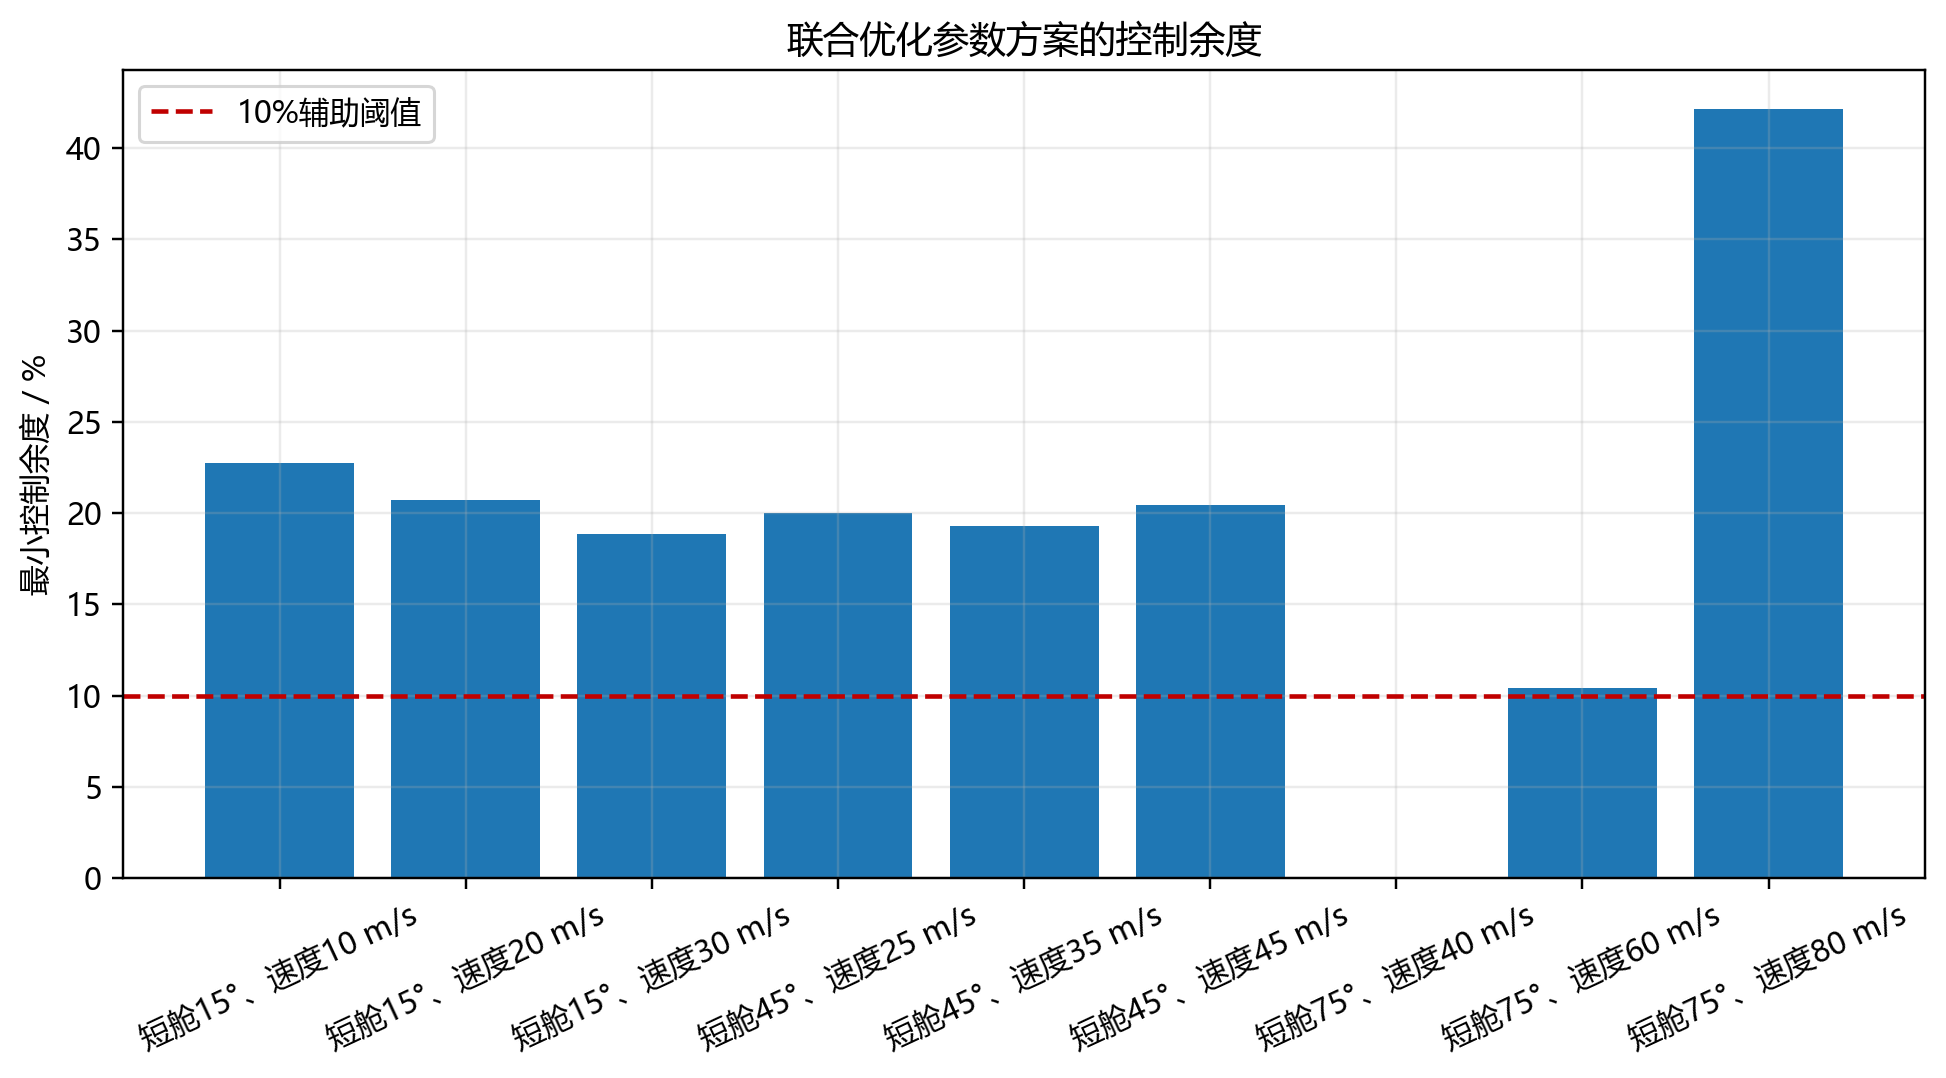 联合优化参数方案的控制余度
10%辅助阈值
最小控制余度 / %
40
35
30
25
20
15
10
5
0
短舱15°、速度10 m/s
短舱15°、速度20 m/s
短舱15°、速度30 m/s
短舱45°、速度25 m/s
短舱45°、速度35 m/s
短舱45°、速度45 m/s
短舱75°、速度40 m/s
短舱75°、速度60 m/s
短舱75°、速度80 m/s